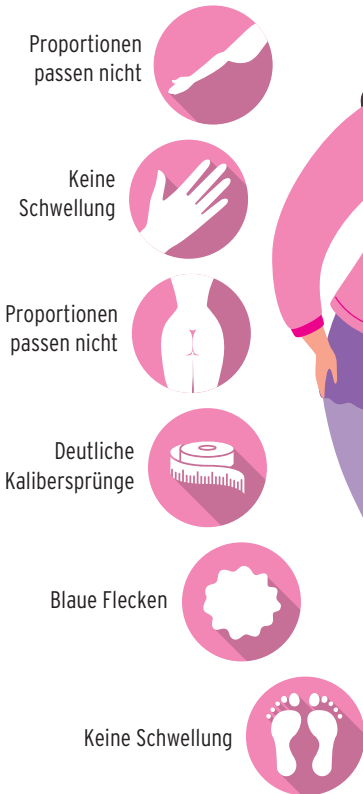 Proportionen
passen nicht
Keine
Schwellung
Proportionen
passen nicht
Deutliche
Kalibersprünge
Blaue Flecken
Keine Schwellung